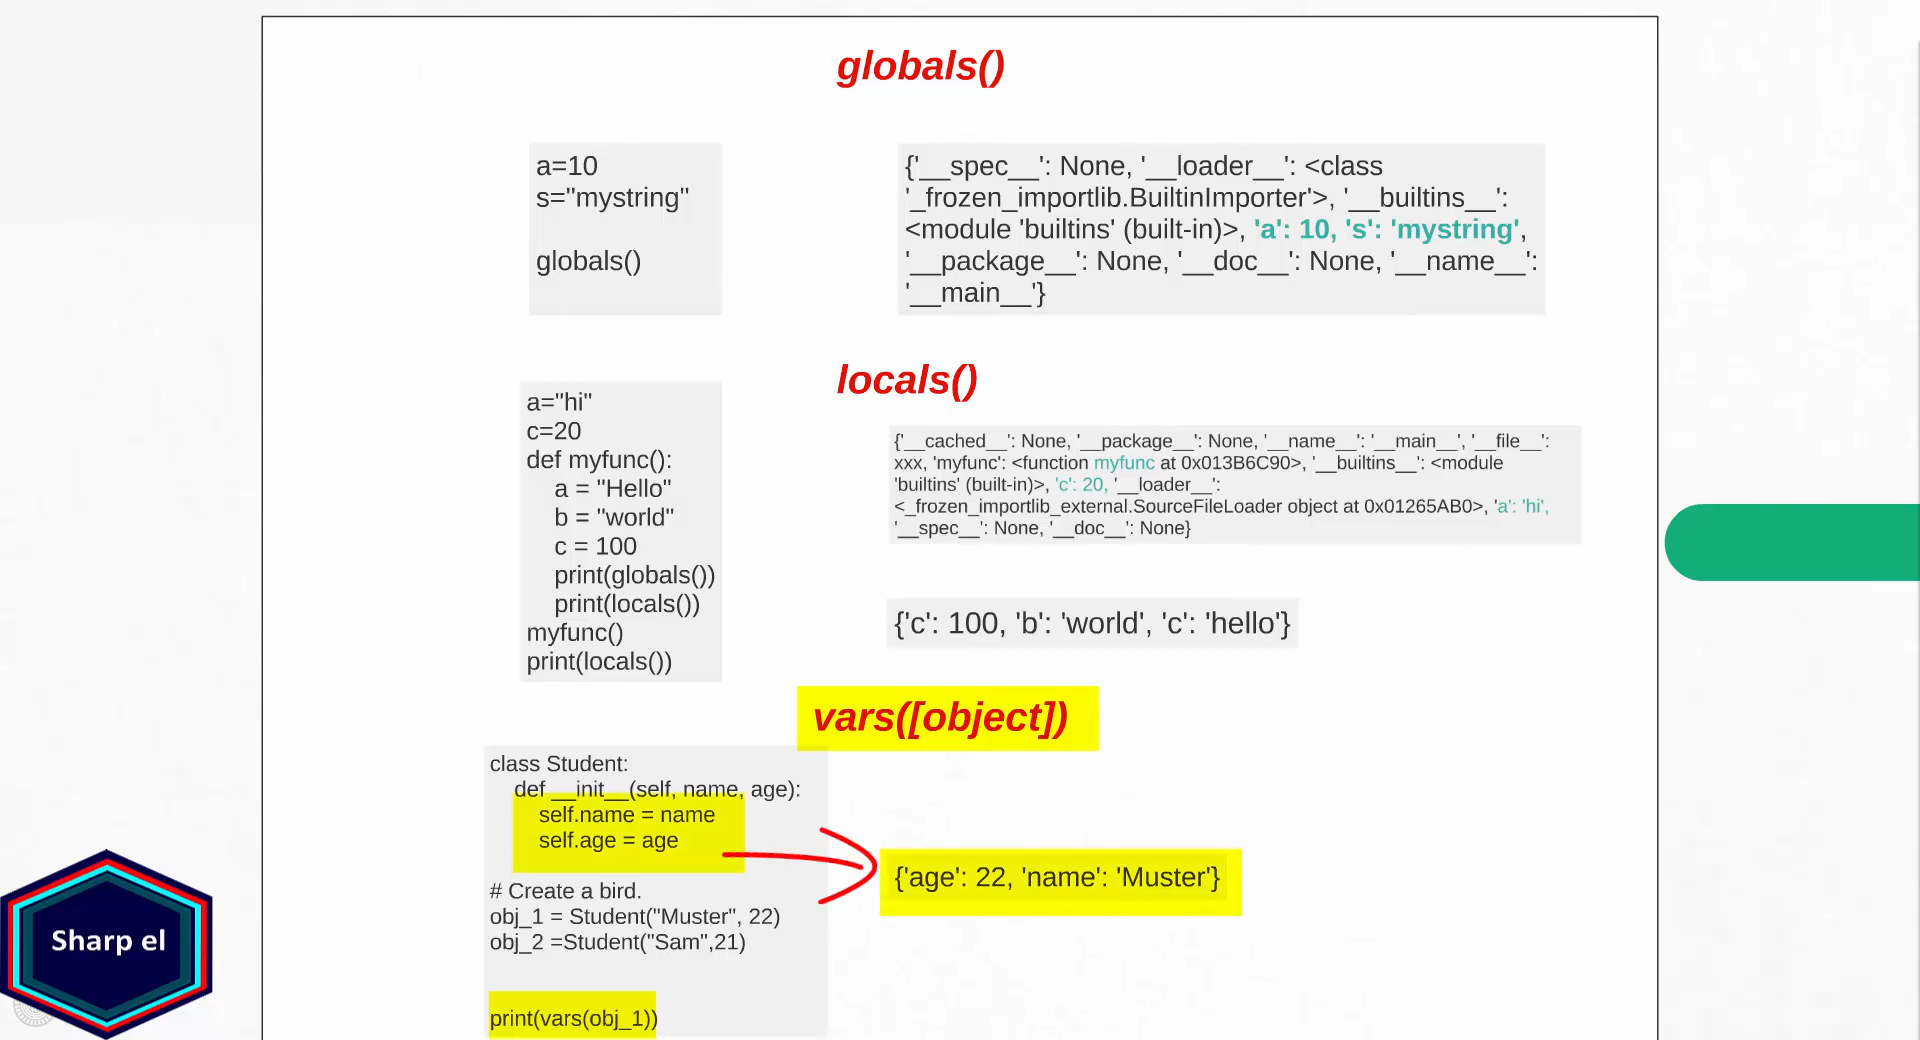 globals()
a=10
s="mystring"
globals()
{'__spec__': None, '__loader__': <class
'_frozen_importlib.BuiltinImporter'>, '__builtins__':
<module 'builtins' (built-in)>, 'a': 10, 's': 'mystring',
'__package__': None, '__doc__': None, '__name__':
'__main__'}
locals()
a="hi"
c=20
def myfunc():
    a = "Hello"
    b = "world"
    c = 100
    print(globals())
    print(locals())
myfunc()
print(locals())
{'__cached__': None, '__package__': None, '__name__': '__main__', '__file__':
xxx, 'myfunc': <function myfunc at 0x013B6C90>, '__builtins__': <module
'builtins' (built-in)>, 'c': 20, '__loader__':
<_frozen_importlib_external.SourceFileLoader object at 0x01265AB0>, 'a': 'hi',
'__spec__': None, '__doc__': None}
{'c': 100, 'b': 'world', 'c': 'hello'}
vars([object])
class Student:
    def __init__(self, name, age):
        self.name = name
        self.age = age
# Create a bird.
obj_1 = Student("Muster", 22)
obj_2 =Student("Sam",21)
print(vars(obj_1))
{'age': 22, 'name': 'Muster'}
Sharp el